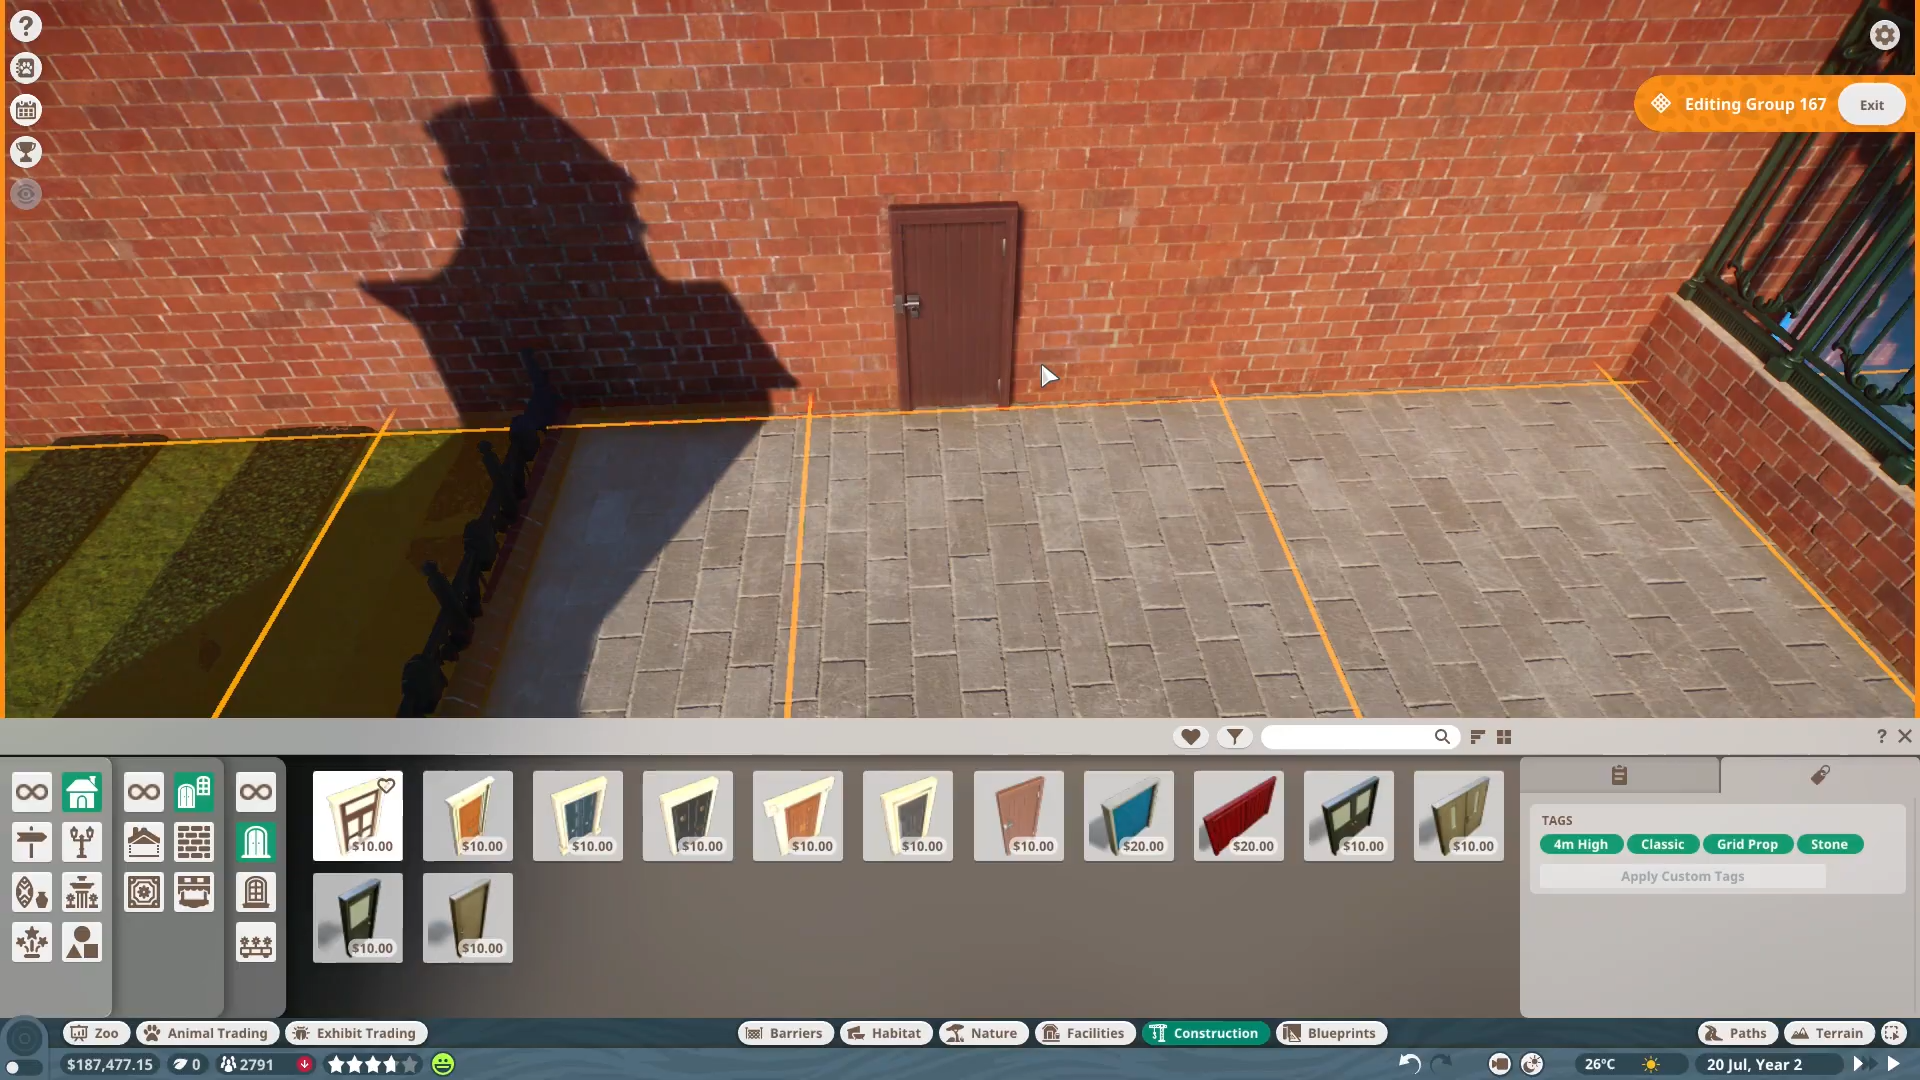 ?
Editing Group 167 Exit
?
$10.00 $10.00 $10.00 $10.00 $10.00 $10.00 $10.00 $20.00 $20.00 $10.00 $10.00
$10.00 $10.00
TAGS
4m High Classic Grid Prop Stone
Apply Custom Tags
Zoo Animal Trading Exhibit Trading Barriers Habitat Nature Facilities Construction Blueprints Paths Terrain
$187,477.15 0 2791 26°C 20 Jul, Year 2